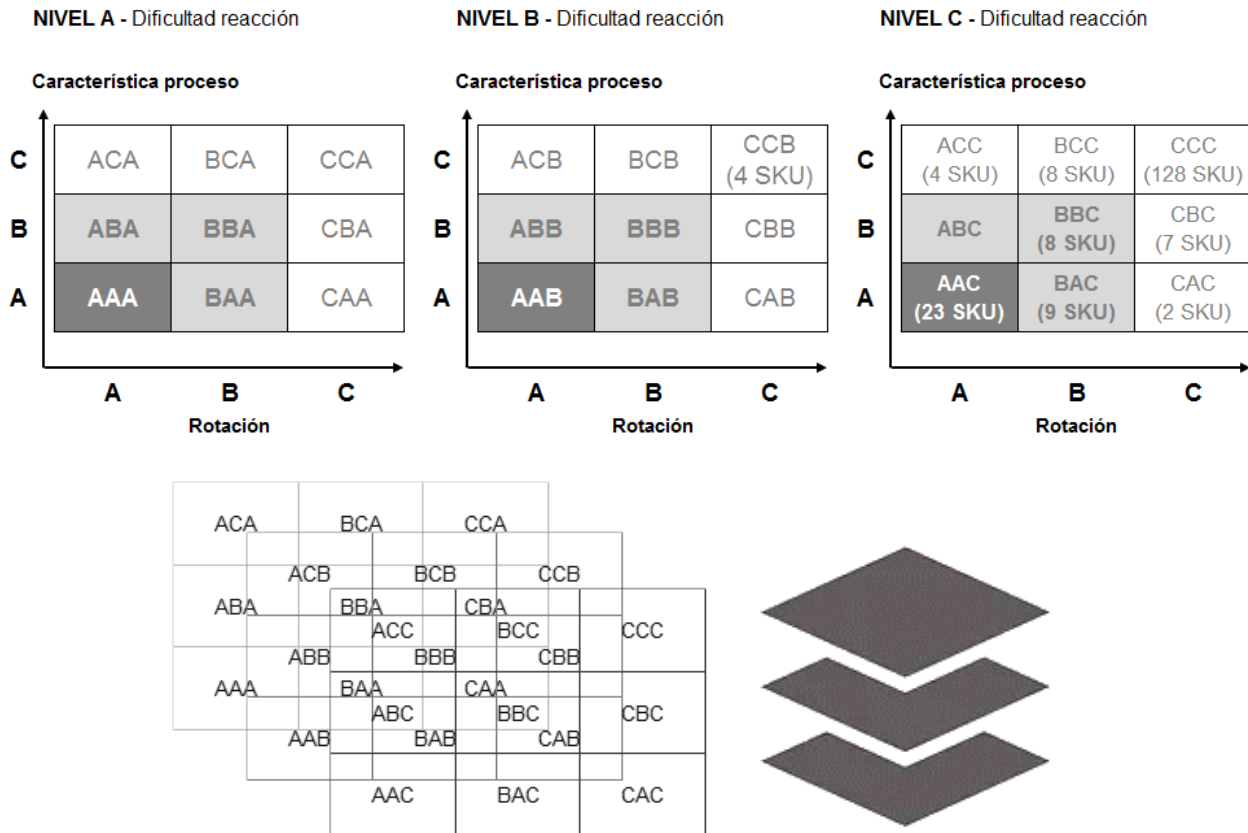 NIVEL A - Dificultad reacción
NIVEL B - Dificultad reacción
NIVEL C - Dificultad reacción
Característica proceso
Característica proceso
Característica proceso
C
ACA
BCA
CCA
B
ABA
BBA
CBA
A
AAA
BAA
CAA
A
B
C
Rotación
C
ACB
BCB
CCB
(4 SKU)
B
ABB
BBB
CBB
A
AAB
BAB
CAB
A
B
C
Rotación
C
ACC
(4 SKU)
BCC
(8 SKU)
CCC
(128 SKU)
B
ABC
BBC
(8 SKU)
CBC
(7 SKU)
A
AAC
(23 SKU)
BAC
(9 SKU)
CAC
(2 SKU)
A
B
C
Rotación
ACA
BCA
CCA
ACB
BCB
CCB
ABA
BBA
CBA
ACC
BCC
CCC
ABB
BBB
CBB
AAA
BAA
CAA
ABC
BBC
CBC
AAB
BAB
CAB
AAC
BAC
CAC